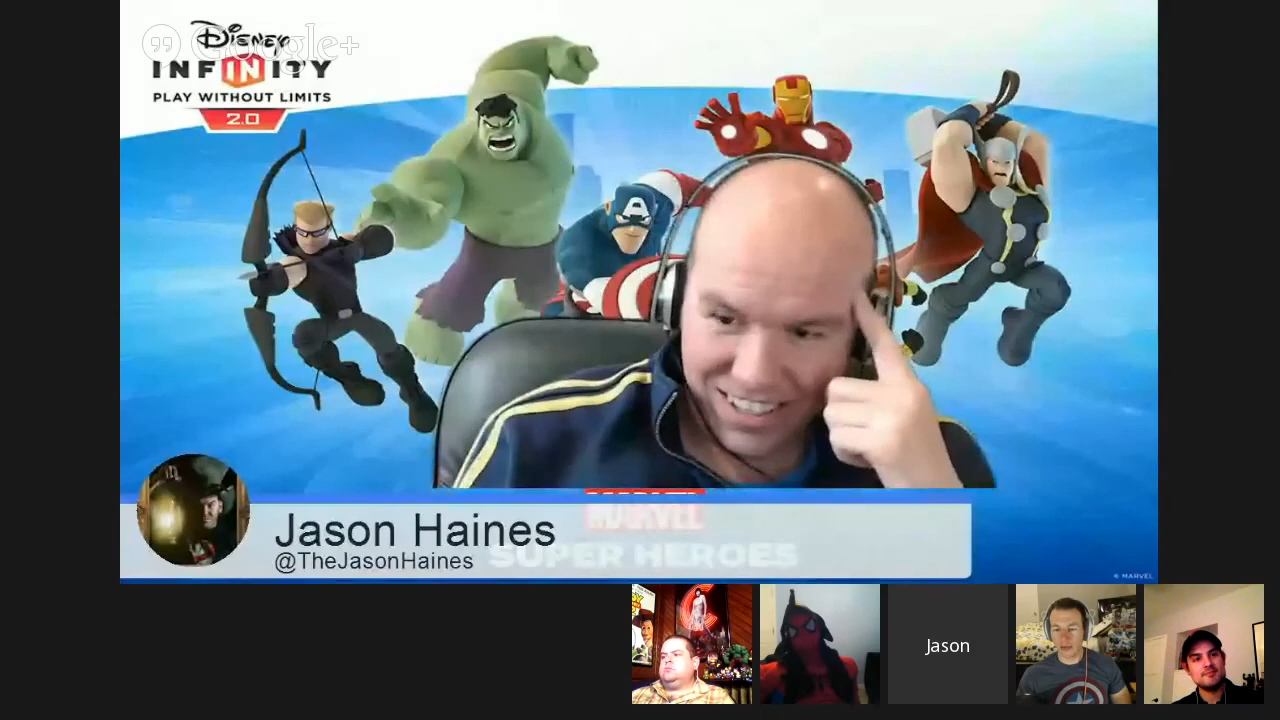 Google+
Disney
INFINITY
PLAY WITHOUT LIMITS
2.0
A
Jason Haines
@TheJasonHaines
MARVEL
SUPER HEROES
© MARVEL
Jason